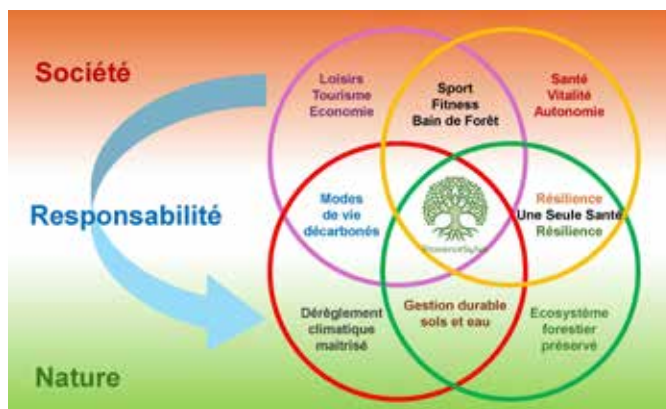 Société
Responsabilité
Nature
Loisirs
Tourisme
Economie
Sport
Fitness
Bain de Forêt
Santé
Vitalité
Autonomie
Modes
de vie
décarbonés
Résilience
Une Seule Santé
Résilience
Dérèglement
climatique
maîtrisé
Gestion durable
sols et eau
Ecosystème
forestier
préservé